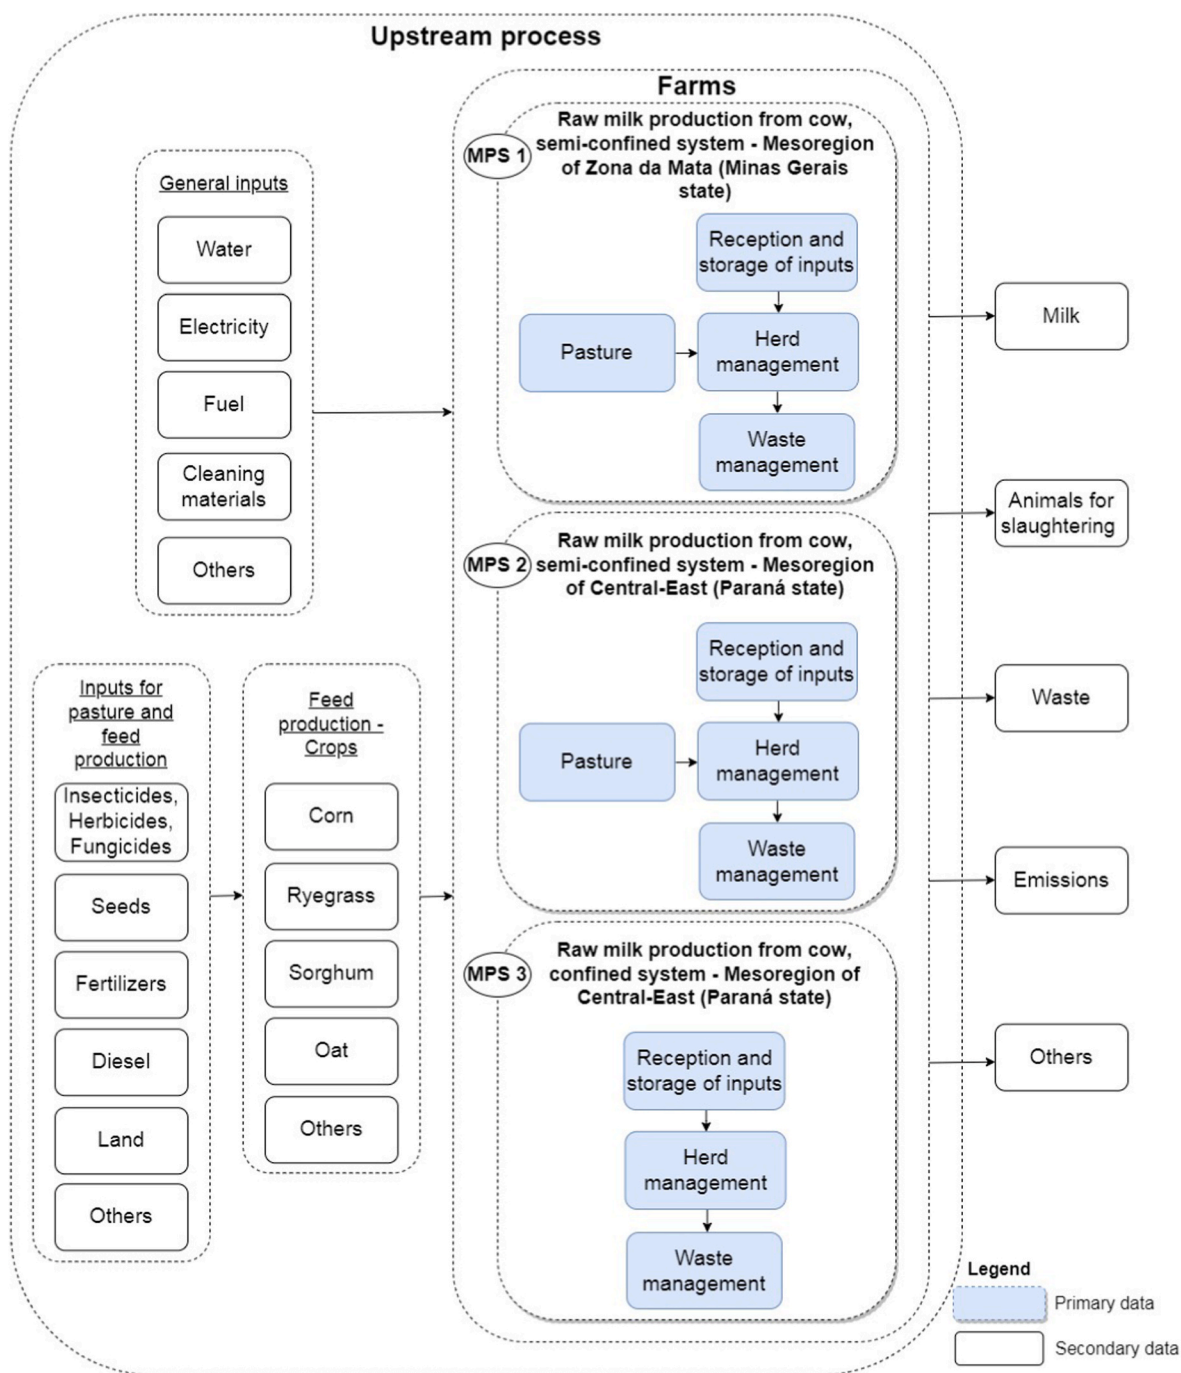 Upstream process
General inputs
Water
Electricity
Fuel
Cleaning
materials
Others
Inputs for
pasture and
feed
production
Insecticides,
Herbicides,
Fungicides
Seeds
Fertilizers
Diesel
Land
Others
Feed
production -
Crops
Corn
Ryegrass
Sorghum
Oat
Others
Farms
MPS 1
Raw milk production from cow,
semi-confined system - Mesoregion
of Zona da Mata (Minas Gerais
state)
Reception and
storage of inputs
Pasture
Herd
management
Waste
management
MPS 2
Raw milk production from cow,
semi-confined system - Mesoregion
of Central-East (Paraná state)
Reception and
storage of inputs
Pasture
Herd
management
Waste
management
MPS 3
Raw milk production from cow,
confined system - Mesoregion of
Central-East (Paraná state)
Reception and
storage of inputs
Herd
management
Waste
management
Milk
Animals for
slaughtering
Waste
Emissions
Others
Legend
Primary data
Secondary data